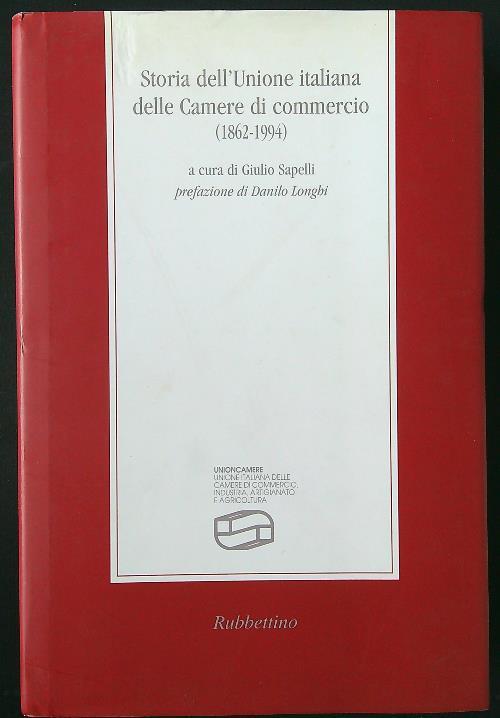 Storia dell'Unione italiana
delle Camere di commercio
(1862-1994)
a cura di Giulio Sapelli
prefazione di Danilo Longhi
UNIONCAMERE
UNIONE ITALIANA DELLE
CAMERE DI COMMERCIO,
INDUSTRIA, ARTIGIANATO
E AGRICOLTURA
Rubbettino